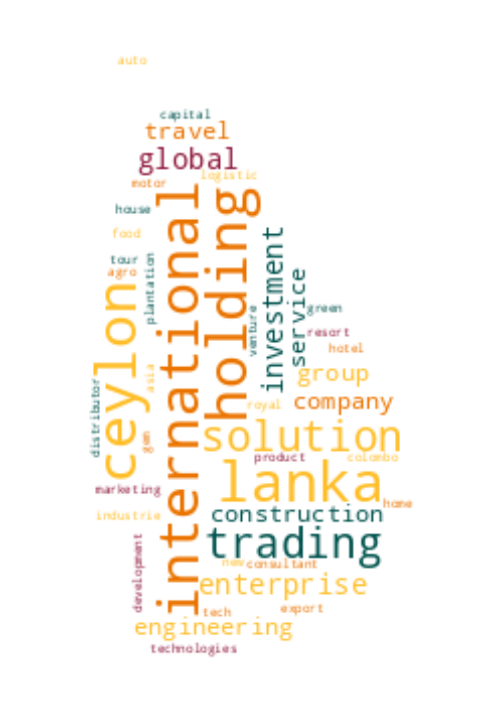 auto
capital
travel
global
logistic
motor
holding
international
house
investment
food
plantation
tour
agro
service
ceylon
green
venture
resort
hotel
asia
group
distributor
company
royal
gem
solution
product
colombo
lanka
marketing
home
construction
industrie
trading
development
new
consultant
enterprise
tech
export
engineering
technologies